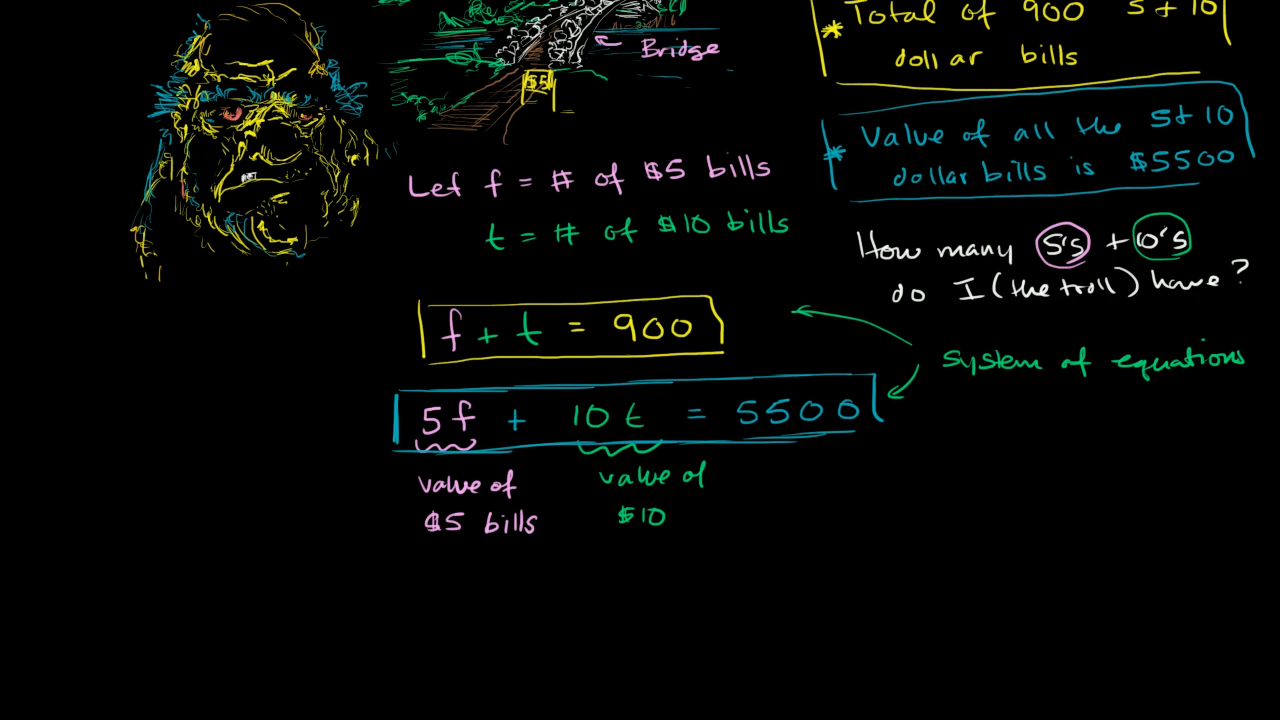 * Total of 900 5 + 10
dollar bills
Bridge
$5
* Value of all the 5 + 10
dollar bills is $5500
Let f = # of $5 bills
t = # of $10 bills
How many 5's + 10's
do I (the troll) have?
f + t = 900
System of equations
5f + 10t = 5500
value of
$5 bills
value of
$10